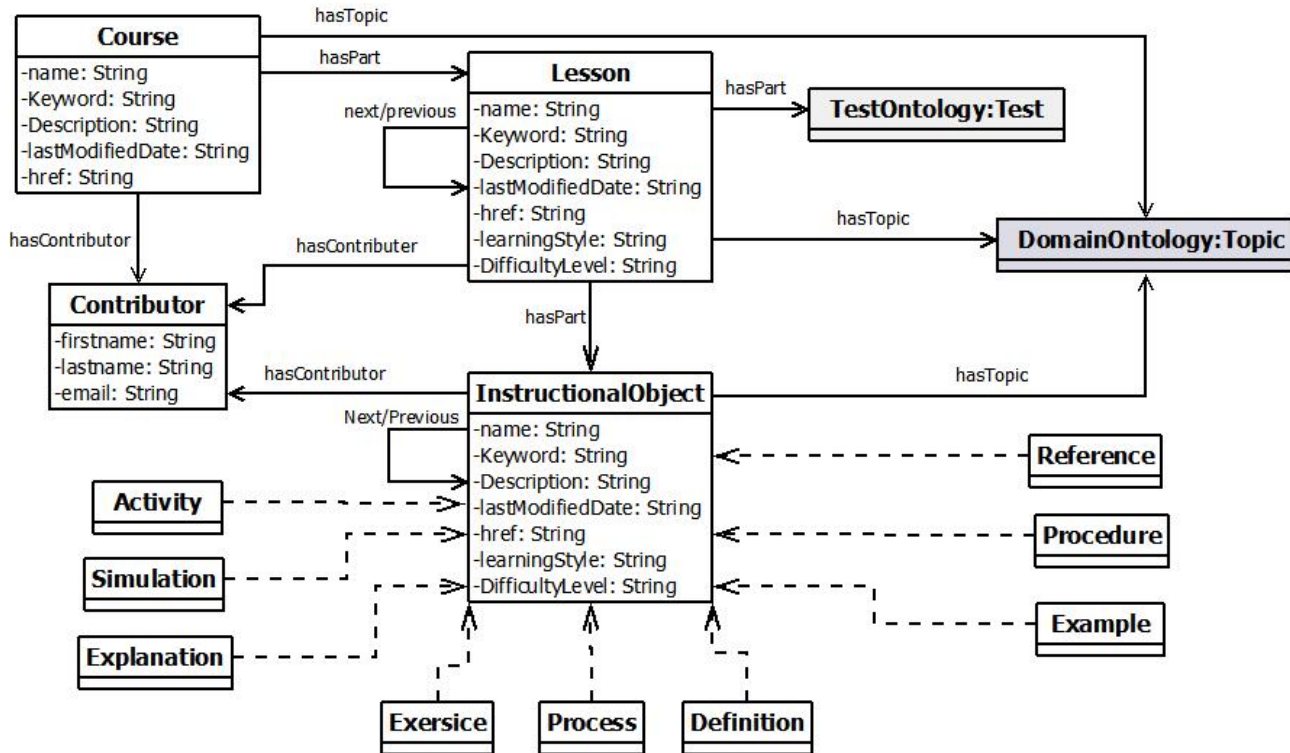 hasTopic
Course
-name: String
-Keyword: String
-Description: String
-lastModifiedDate: String
-href: String
hasPart
Lesson
-name: String
-Keyword: String
-Description: String
-lastModifiedDate: String
-href: String
-learningStyle: String
-DifficultyLevel: String
next/previous
hasPart
TestOntology:Test
hasTopic
DomainOntology:Topic
hasContributor
hasContributer
Contributor
-firstname: String
-lastname: String
-email: String
hasPart
hasContributor
InstructionalObject
-name: String
-Keyword: String
-Description: String
-lastModifiedDate: String
-href: String
-learningStyle: String
-DifficultyLevel: String
Next/Previous
hasTopic
Reference
Activity
Procedure
Simulation
Example
Explanation
Exersice
Process
Definition